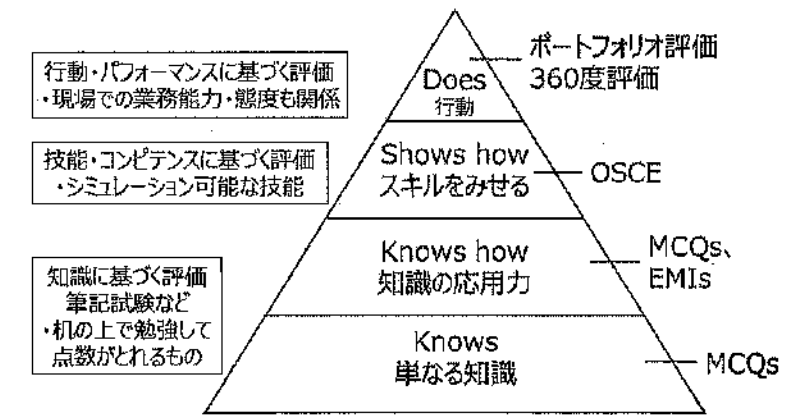 行動・パフォーマンスに基づく評価
・現場での業務能力・態度も関係
技能・コンピテンスに基づく評価
・シミュレーション可能な技能
知識に基づく評価
筆記試験など
・机の上で勉強して
点数がとれるもの
Does
行動
Shows how
スキルをみせる
Knows how
知識の応用力
Knows
単なる知識
ポートフォリオ評価
360度評価
OSCE
MCQs、
EMIs
MCQs